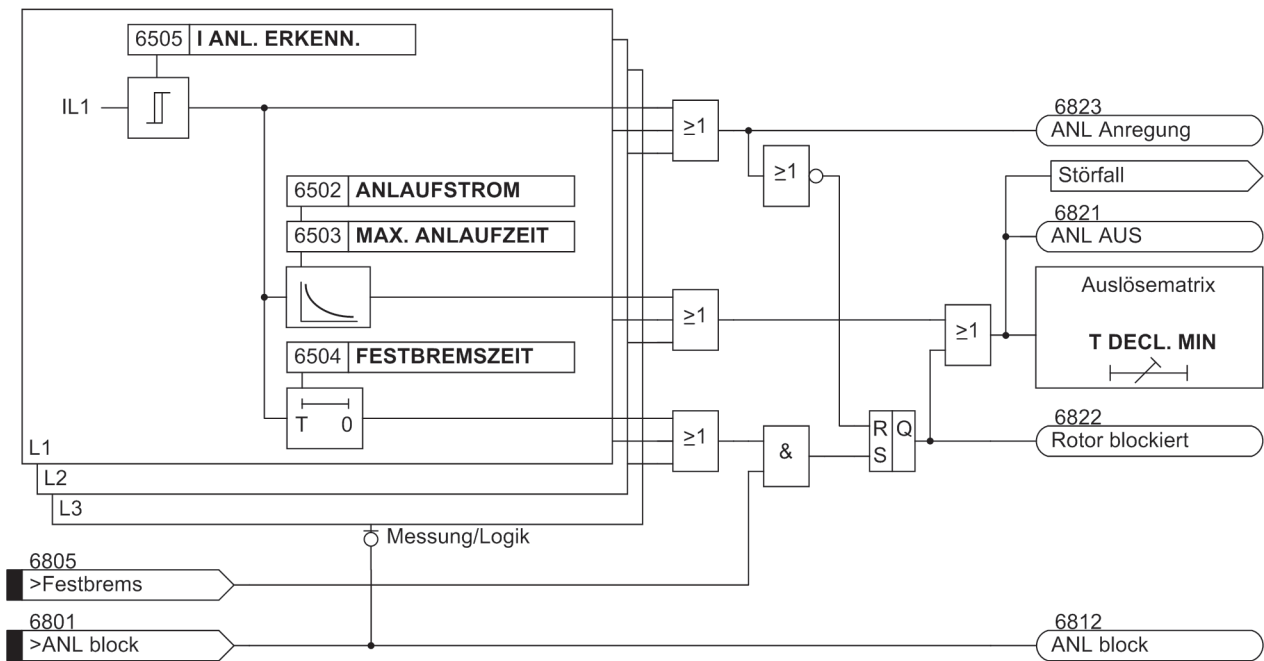 6505 I ANL. ERKENN.
IL1
6502 ANLAUFSTROM
6503 MAX. ANLAUFZEIT
6504 FESTBREMSZEIT
T 0
L1
L2
L3
Messung/Logik
≥1
≥1
≥1
≥1
&
R Q
S
≥1
6823
ANL Anregung
Störfall
6821
ANL AUS
Auslösematrix
T DECL. MIN
6822
Rotor blockiert
6805
>Festbrems
6801
>ANL block
6812
ANL block